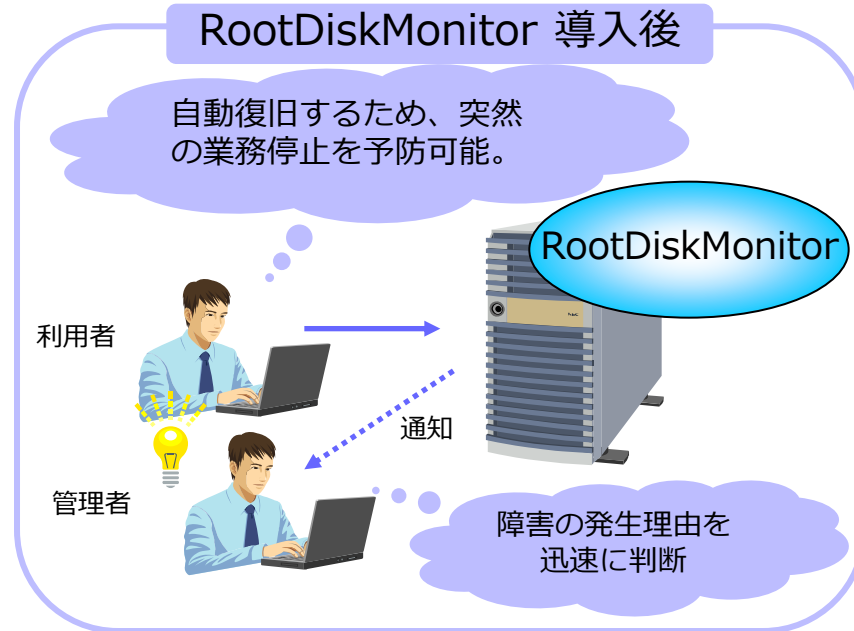 RootDiskMonitor 導入後
自動復旧するため、突然
の業務停止を予防可能。
RootDiskMonitor
利用者
通知
管理者
障害の発生理由を
迅速に判断